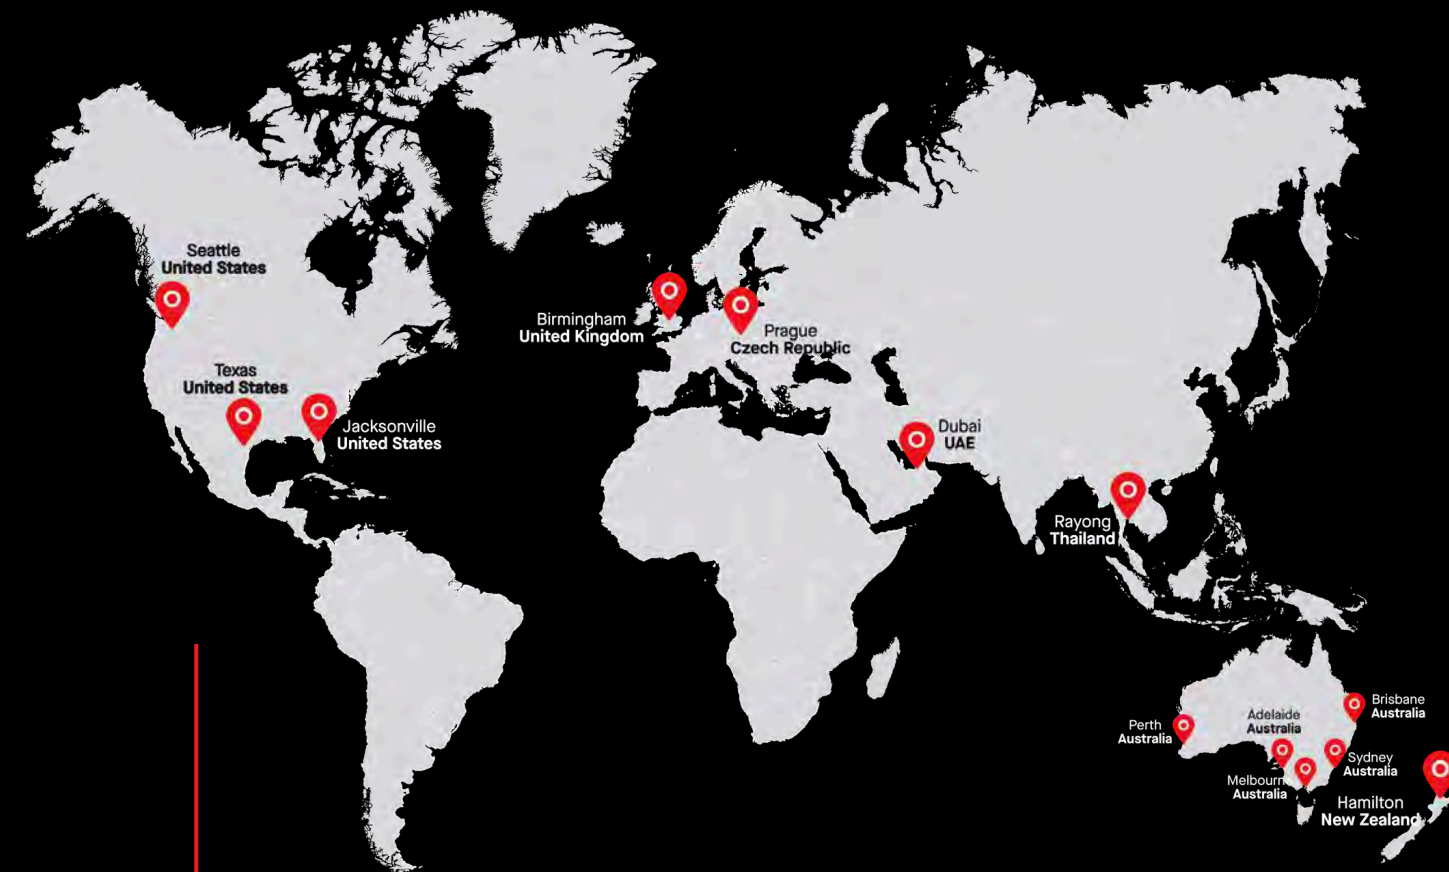 Seattle
United States
Texas
United States
Jacksonville
United States
Birmingham
United Kingdom
Prague
Czech Republic
Dubai
UAE
Rayong
Thailand
Perth
Australia
Adelaide
Australia
Brisbane
Australia
Sydney
Australia
Melbourne
Australia
Hamilton
New Zealand